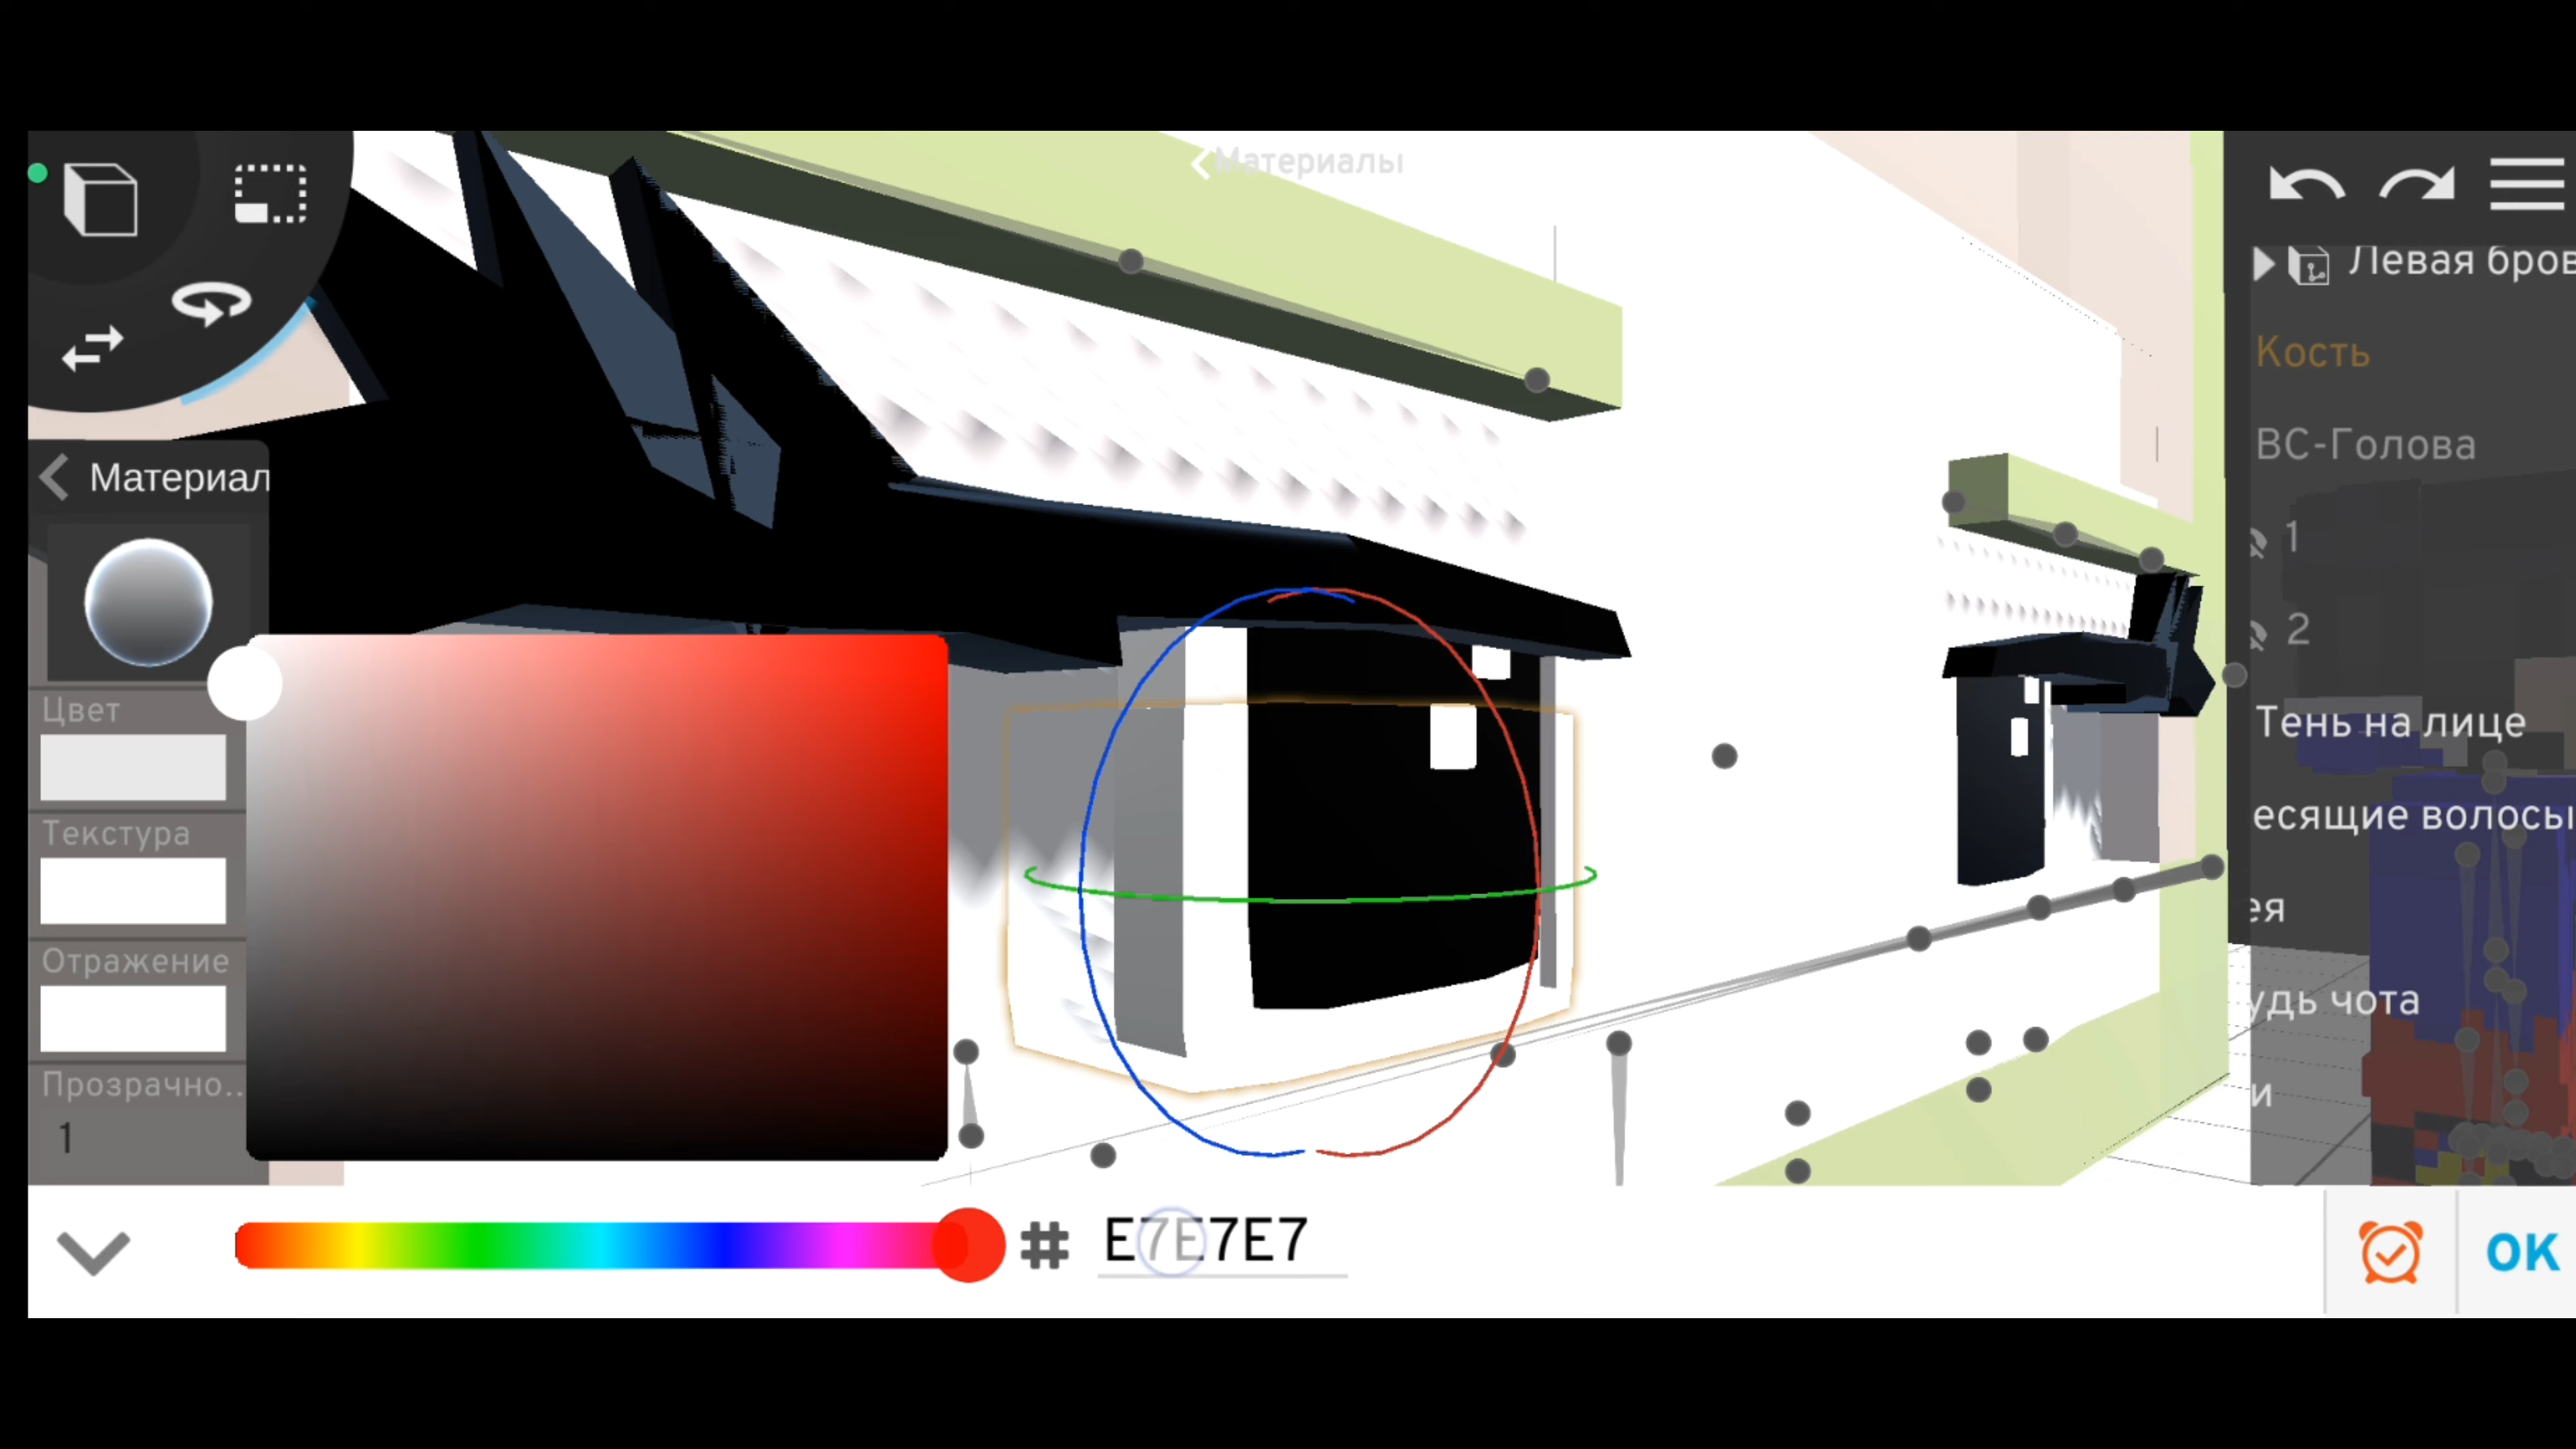 Материалы
Левая бров
Кость
ВС-Голова
1
2
Тень на лице
есящие волосы
ея
удь чота
и
Материал
Цвет
Текстура
Отражение
Прозрачно..
1
# E7E7E7
OK